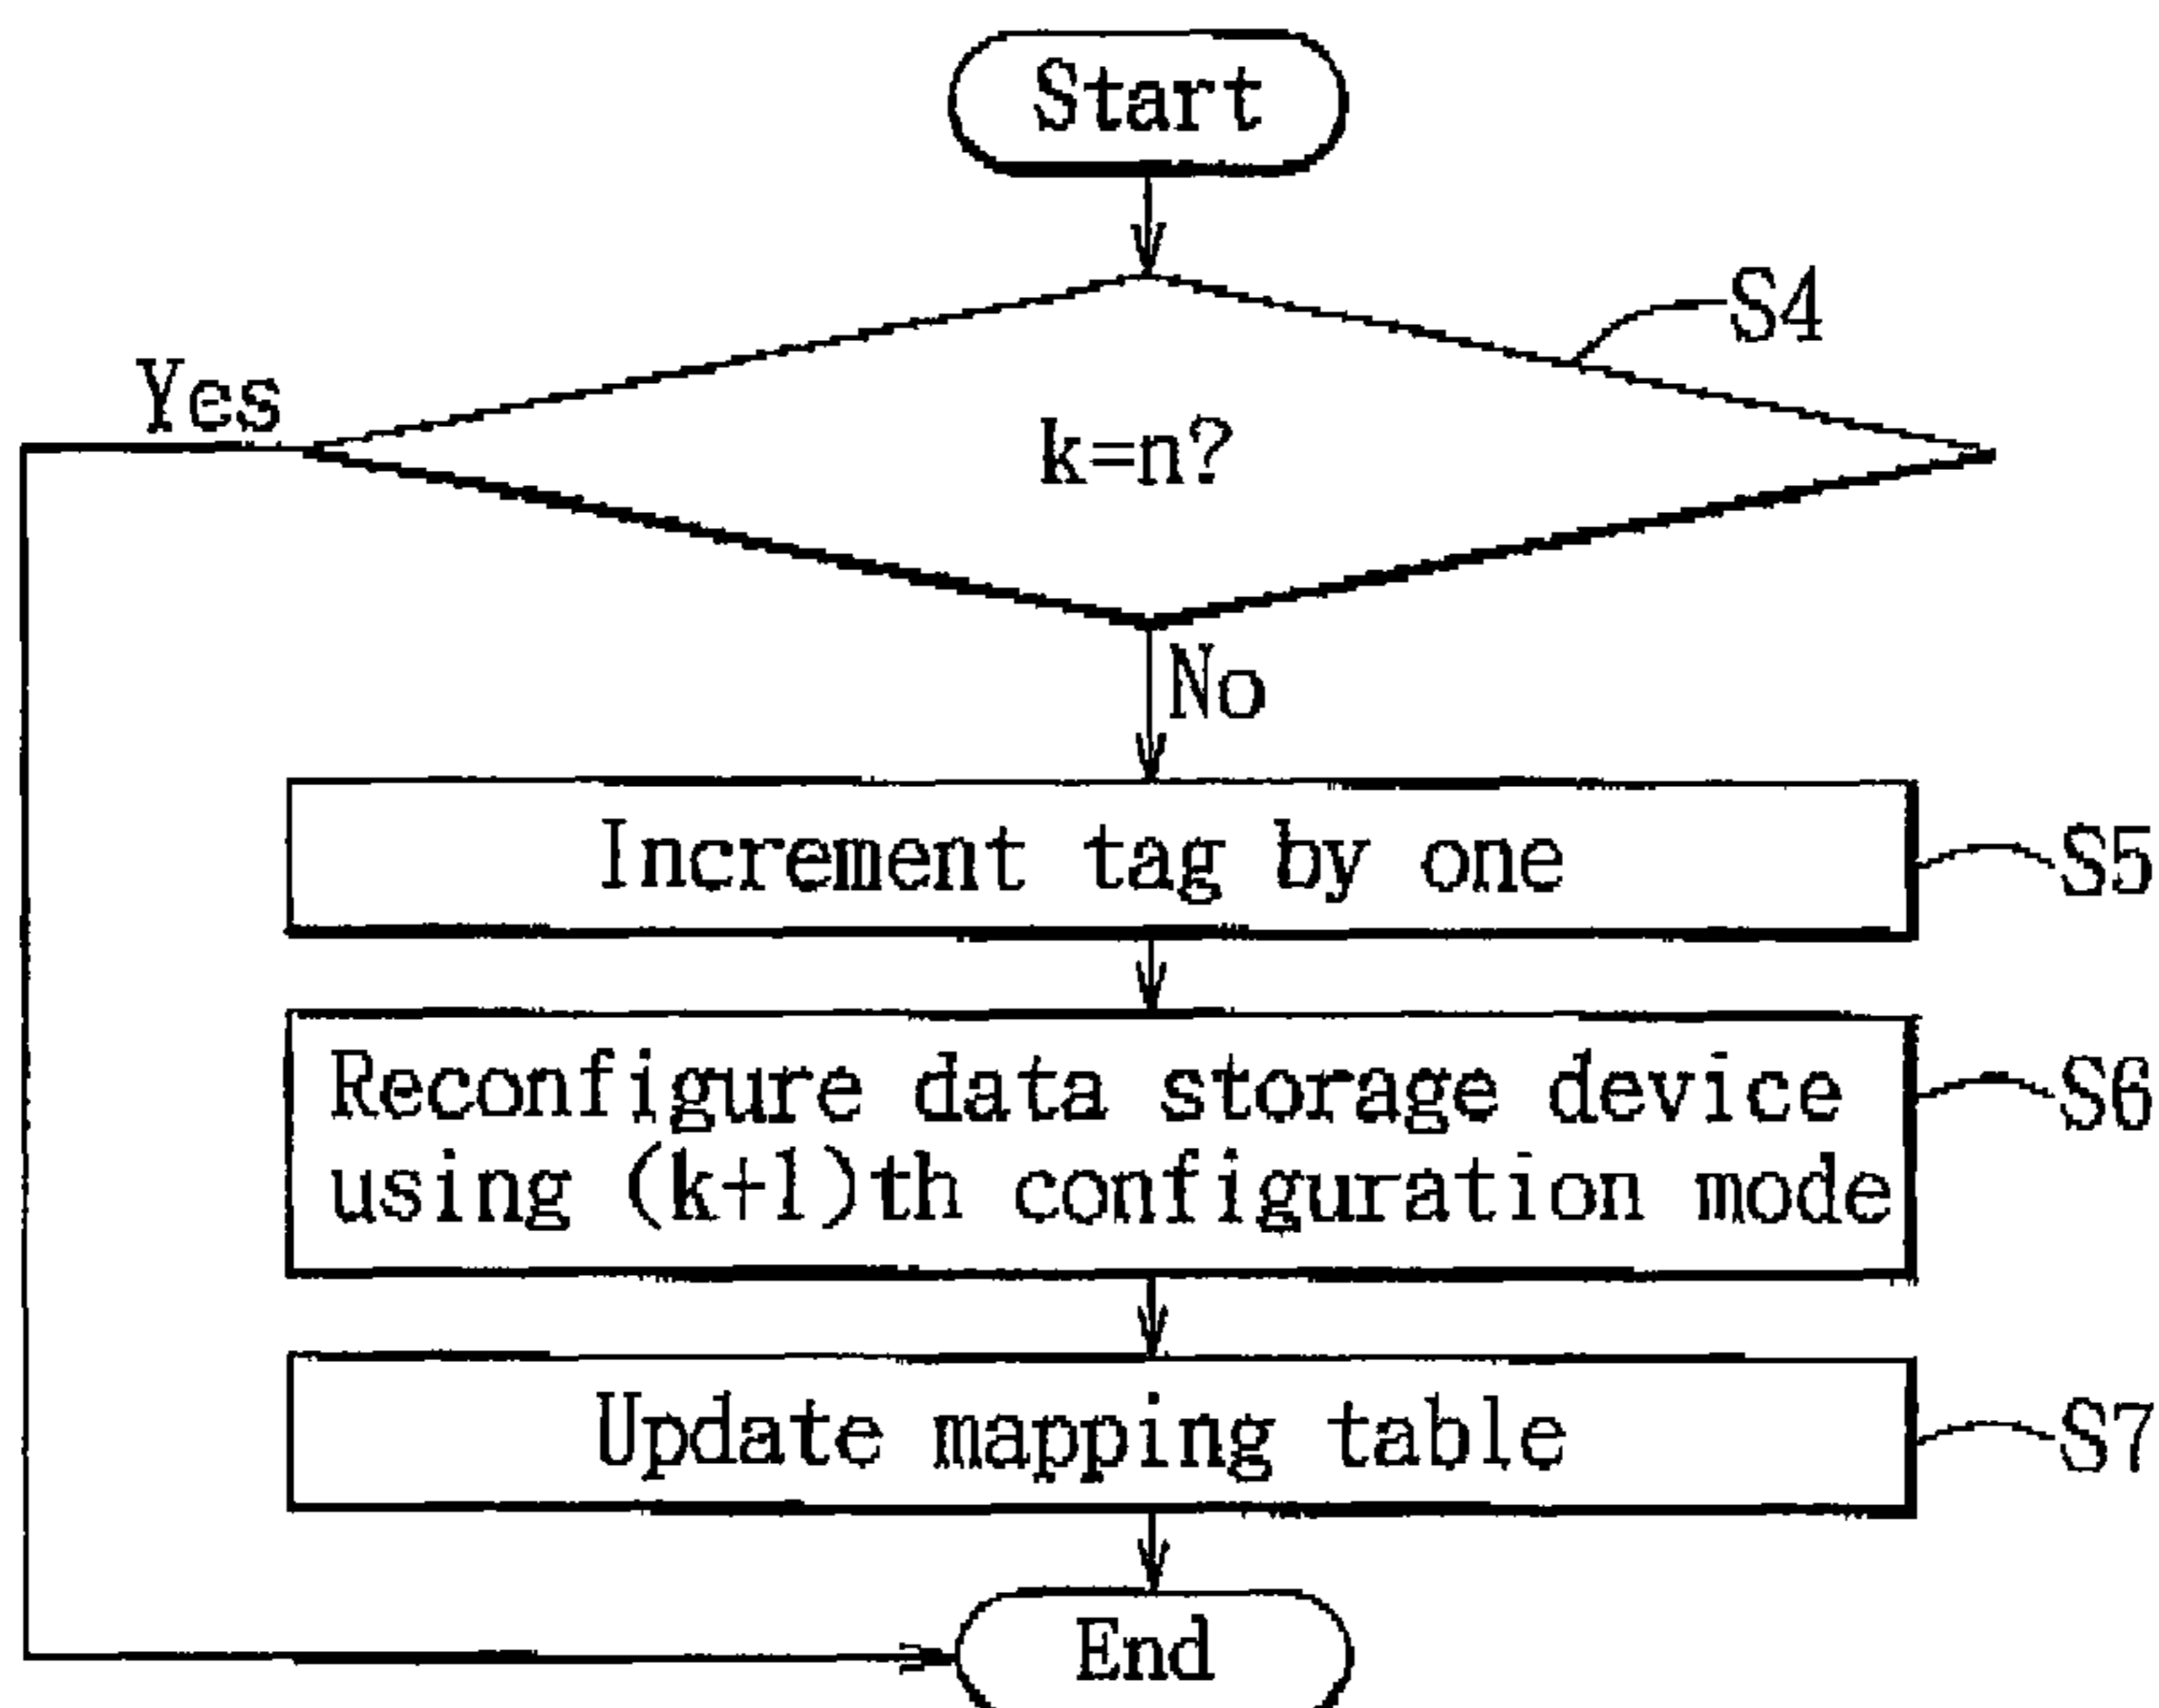 Start
S4
Yes
k=n?
No
Increment tag by one
S5
Reconfigure data storage device
S6
using (k+1)th configuration mode
Update mapping table
S7
End